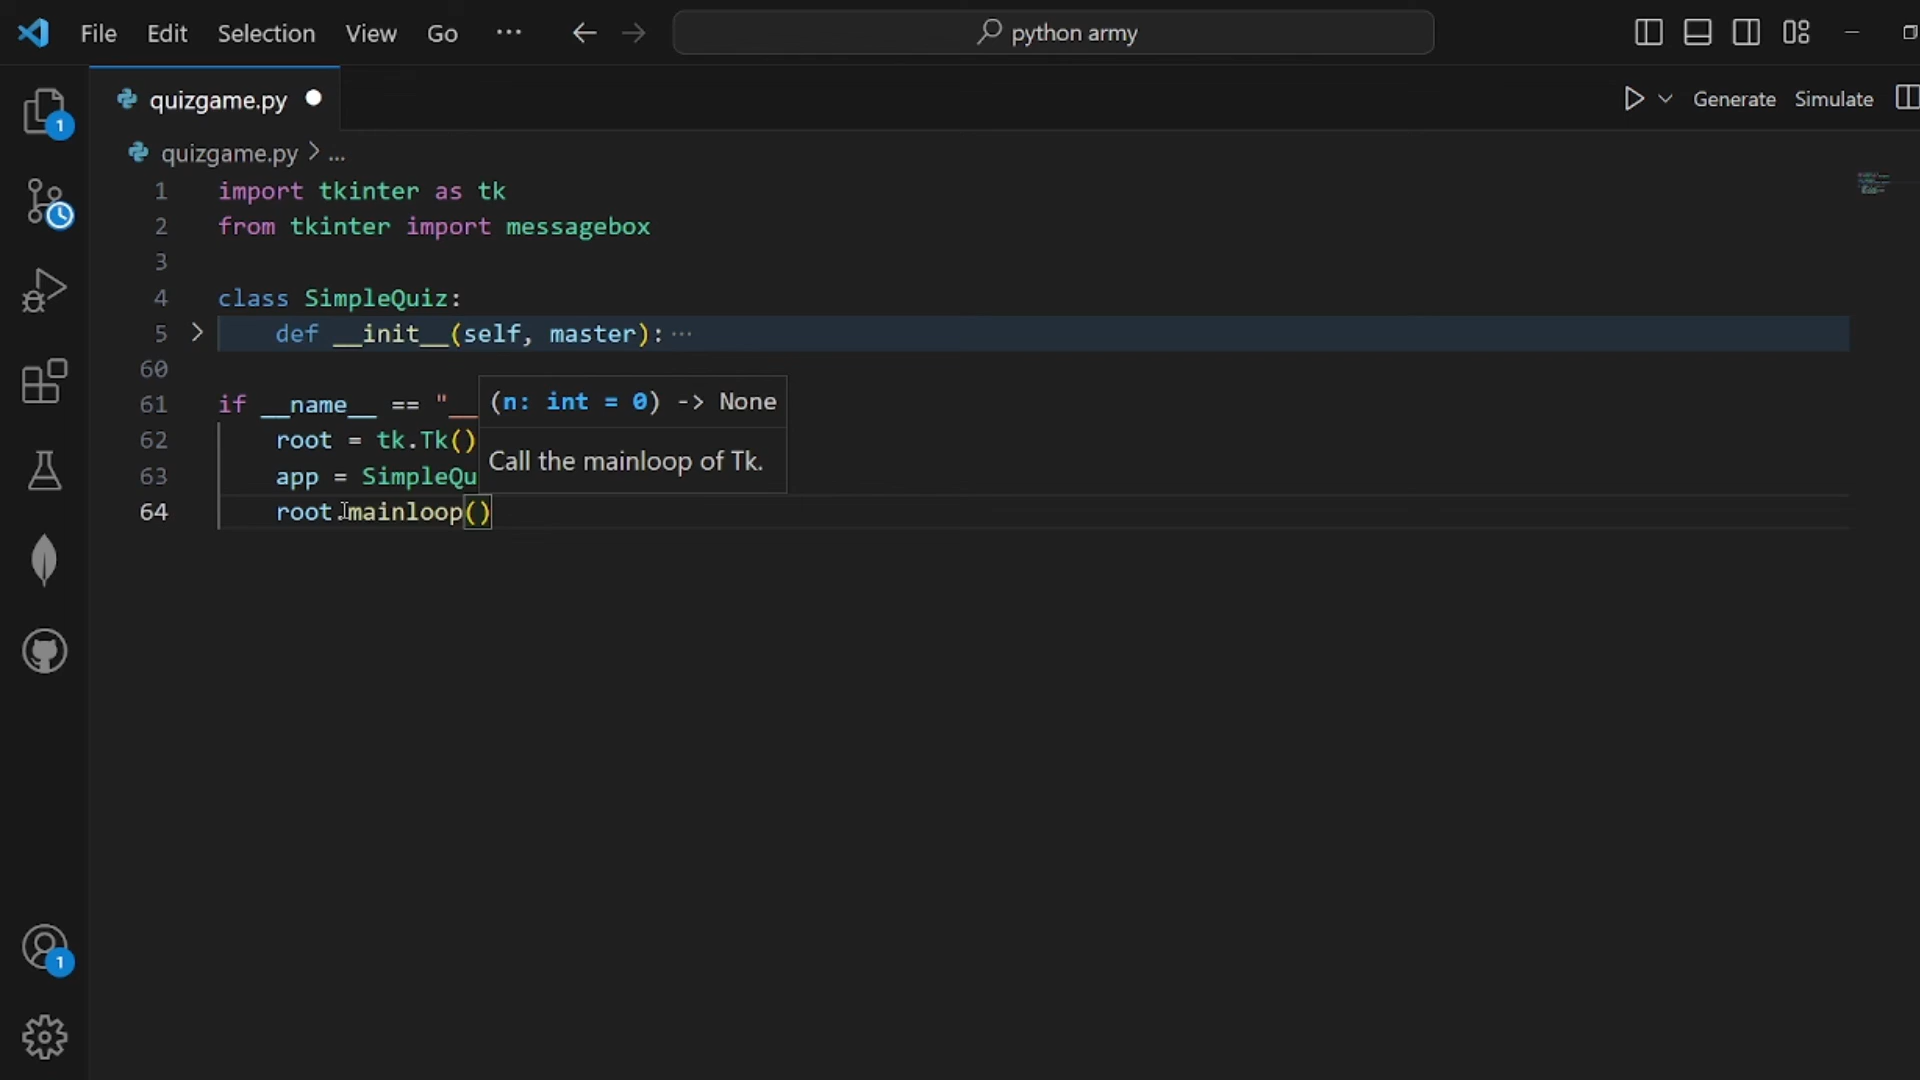 File Edit Selection View Go ··· python army
quizgame.py Generate Simulate
quizgame.py > ...
1 import tkinter as tk
2 from tkinter import messagebox
3
4 class SimpleQuiz:
5 def __init__(self, master): ···
60
61 if __name__ == "__
62 root = tk.Tk()
63 app = SimpleQu
64 root.mainloop()
(n: int = 0) -> None
Call the mainloop of Tk.
1
1